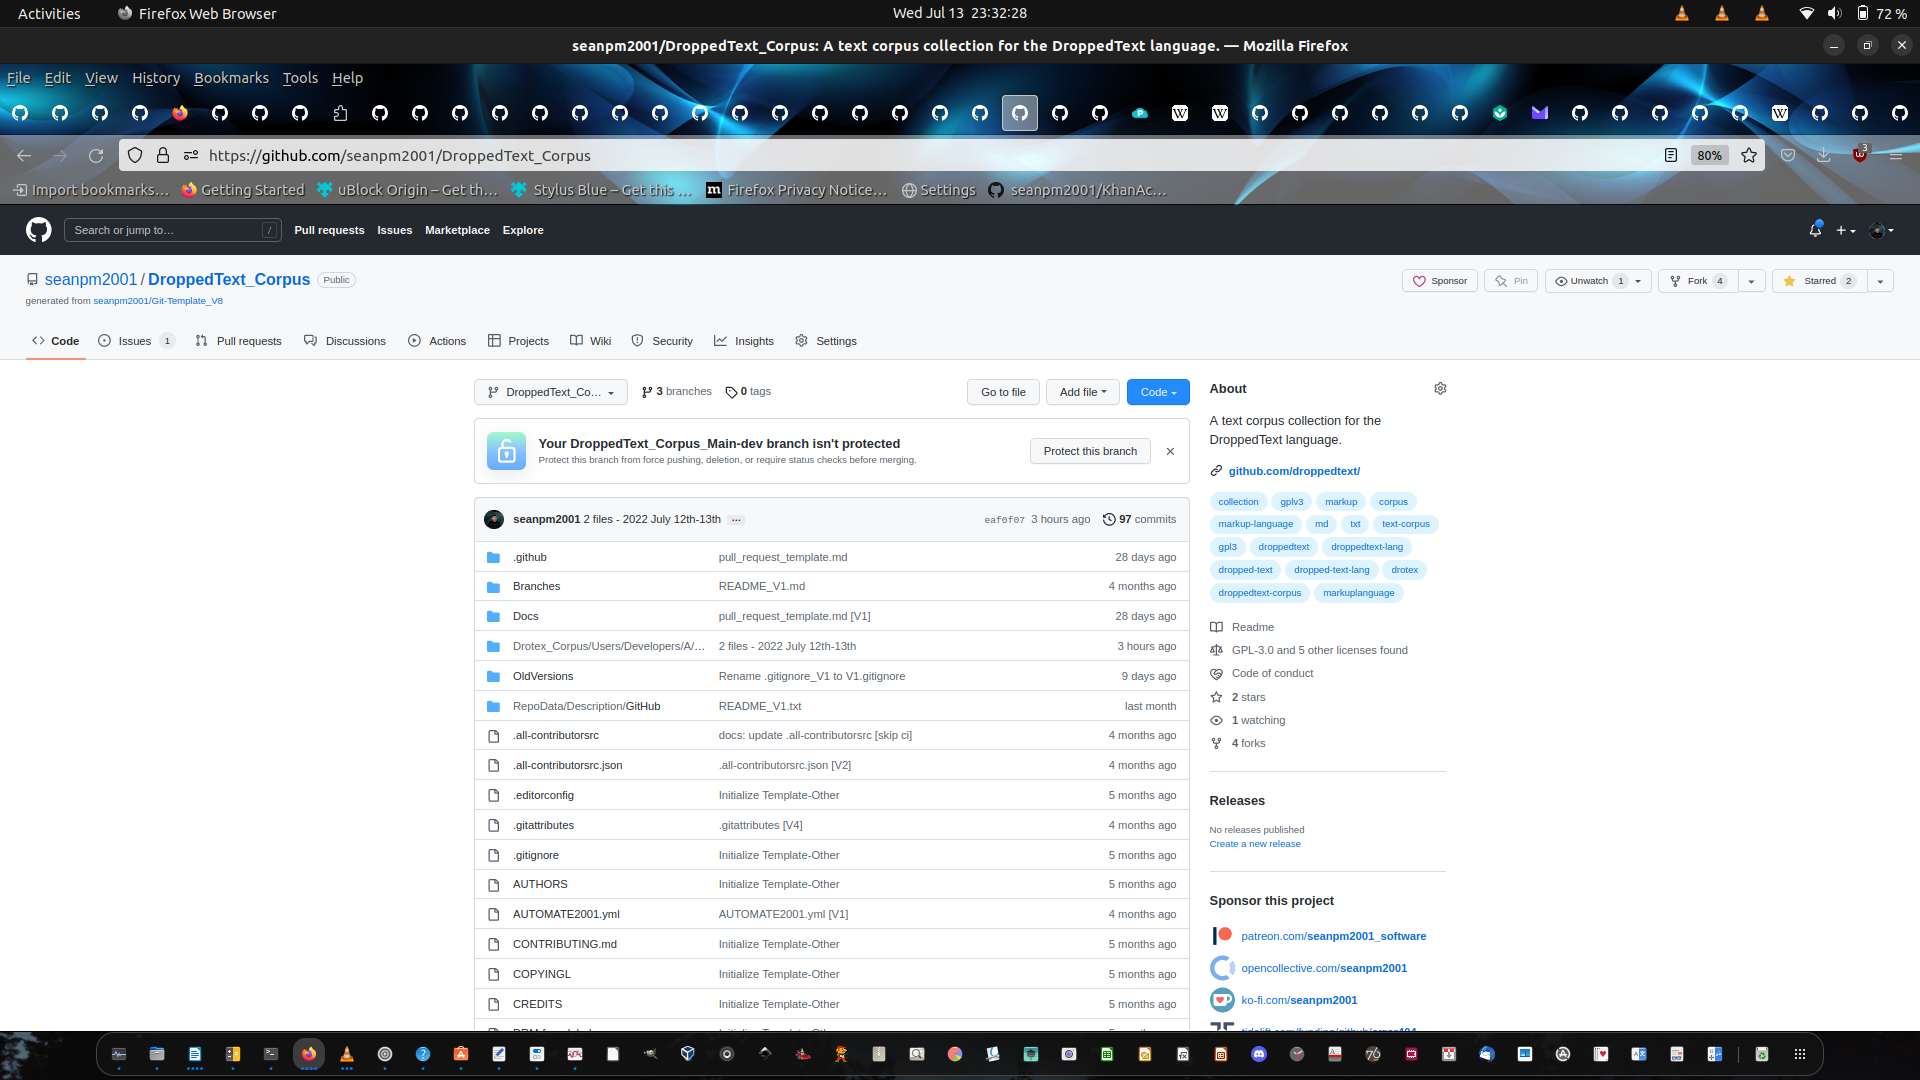 Activities
Firefox Web Browser
Wed Jul 13 23:32:28
72 %
seanpm2001/DroppedText_Corpus: A text corpus collection for the DroppedText language. — Mozilla Firefox
File Edit View History Bookmarks Tools Help
https://github.com/seanpm2001/DroppedText_Corpus
80%
3
Import bookmarks…
Getting Started
uBlock Origin – Get th…
Stylus Blue – Get this …
Firefox Privacy Notice…
Settings
seanpm2001/KhanAc…
Search or jump to…
/
Pull requests
Issues
Marketplace
Explore
seanpm2001 / DroppedText_Corpus
Public
generated from seanpm2001/Git-Template_V8
Sponsor
Pin
Unwatch 1
Fork 4
Starred 2
Code
Issues 1
Pull requests
Discussions
Actions
Projects
Wiki
Security
Insights
Settings
DroppedText_Co…
3 branches
0 tags
Go to file
Add file
Code
Your DroppedText_Corpus_Main-dev branch isn't protected
Protect this branch from force pushing, deletion, or require status checks before merging.
Protect this branch
seanpm2001 2 files - 2022 July 12th-13th …
eaf0f07 3 hours ago
97 commits
.github pull_request_template.md 28 days ago
Branches README_V1.md 4 months ago
Docs pull_request_template.md [V1] 28 days ago
Drotex_Corpus/Users/Developers/A/… 2 files - 2022 July 12th-13th 3 hours ago
OldVersions Rename .gitignore_V1 to V1.gitignore 9 days ago
RepoData/Description/GitHub README_V1.txt last month
.all-contributorsrc docs: update .all-contributorsrc [skip ci] 4 months ago
.all-contributorsrc.json .all-contributorsrc.json [V2] 4 months ago
.editorconfig Initialize Template-Other 5 months ago
.gitattributes .gitattributes [V4] 4 months ago
.gitignore Initialize Template-Other 5 months ago
AUTHORS Initialize Template-Other 5 months ago
AUTOMATE2001.yml AUTOMATE2001.yml [V1] 4 months ago
CONTRIBUTING.md Initialize Template-Other 5 months ago
COPYINGL Initialize Template-Other 5 months ago
CREDITS Initialize Template-Other 5 months ago
About
A text corpus collection for the
DroppedText language.
github.com/droppedtext/
collection gplv3 markup corpus
markup-language md txt text-corpus
gpl3 droppedtext droppedtext-lang
dropped-text dropped-text-lang drotex
droppedtext-corpus markuplanguage
Readme
GPL-3.0 and 5 other licenses found
Code of conduct
2 stars
1 watching
4 forks
Releases
No releases published
Create a new release
Sponsor this project
patreon.com/seanpm2001_software
opencollective.com/seanpm2001
ko-fi.com/seanpm2001